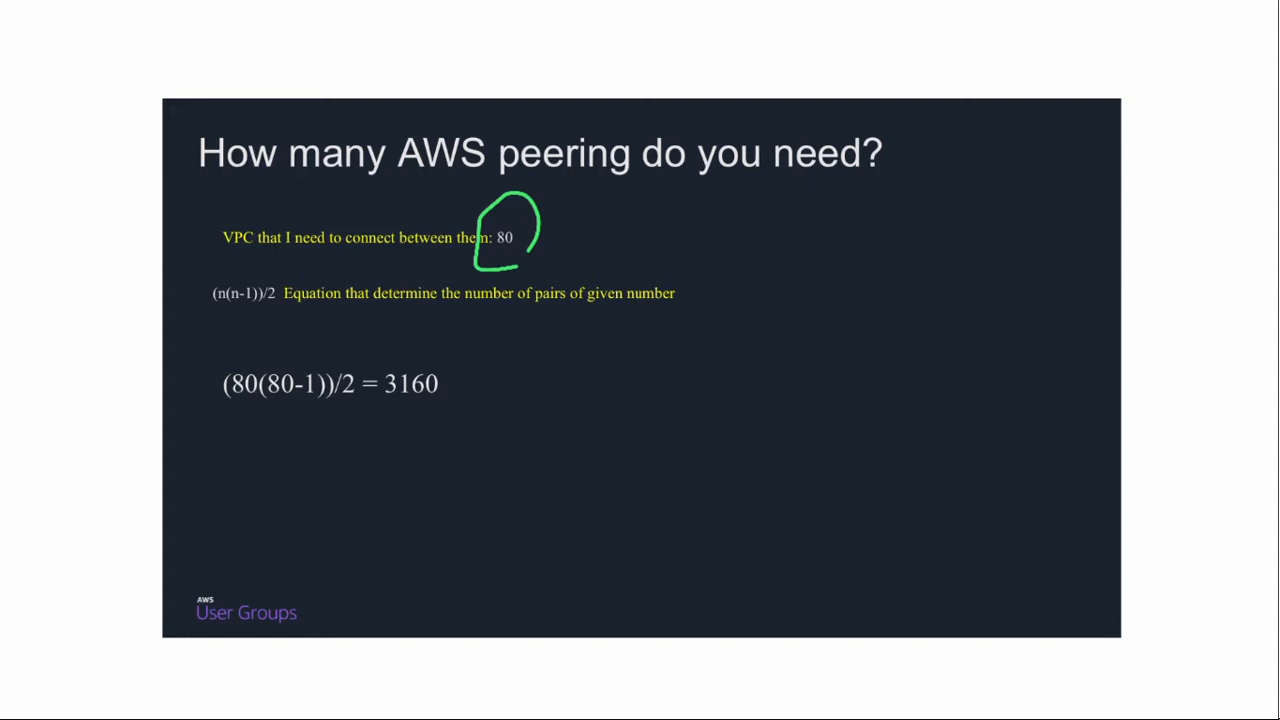 How many AWS peering do you need?
VPC that I need to connect between them: 80
(n(n-1))/2 Equation that determine the number of pairs of given number
(80(80-1))/2 = 3160
AWS
User Groups